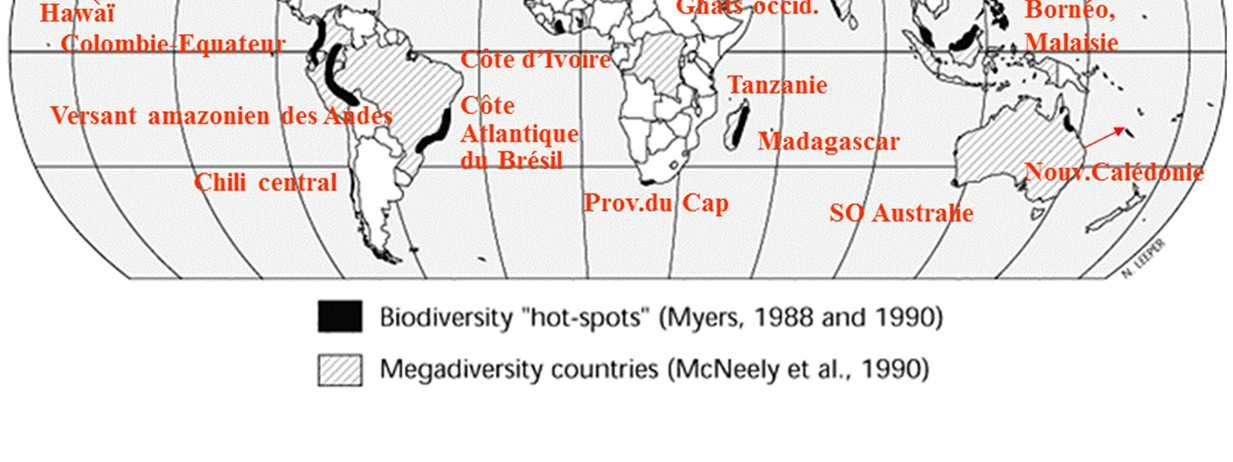 Hawaï
Ghats occid.
Bornéo,
Malaisie
Colombie-Equateur
Côte d’Ivoire
Tanzanie
Versant amazonien des Andes
Côte
Atlantique
du Brésil
Madagascar
Nouv.Calédonie
Chili central
Prov.du Cap
SO Australie
N. LEEPER
Biodiversity "hot-spots" (Myers, 1988 and 1990)
Megadiversity countries (McNeely et al., 1990)